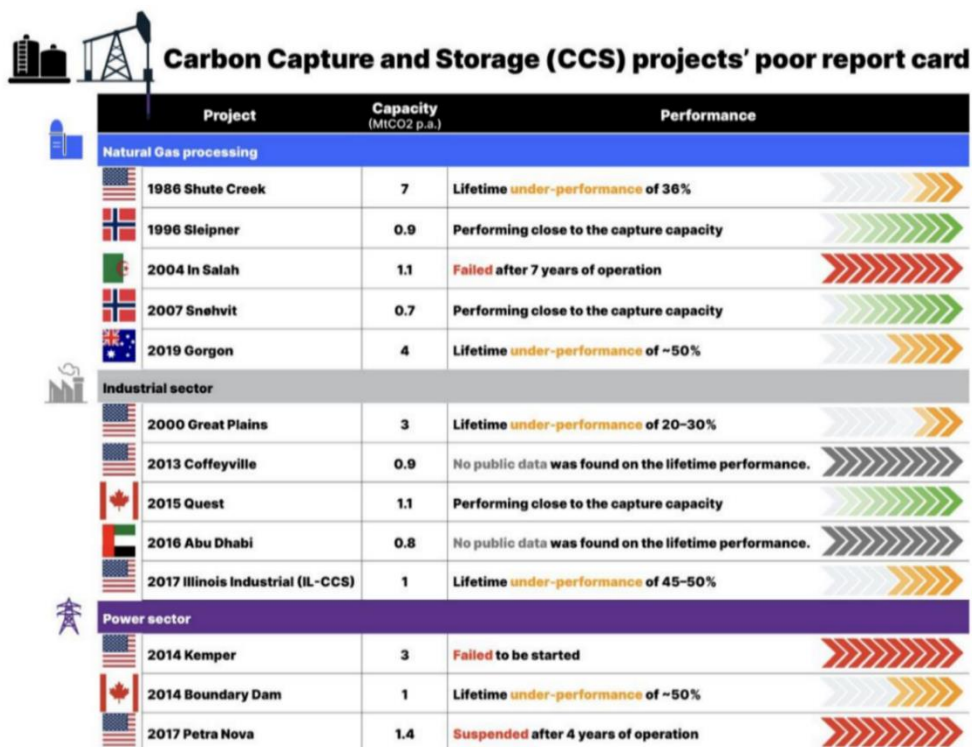 Carbon Capture and Storage (CCS) projects' poor report card
Project Capacity (MtCO2 p.a.) Performance
Natural Gas processing
1986 Shute Creek 7 Lifetime under-performance of 36%
1996 Sleipner 0.9 Performing close to the capture capacity
2004 In Salah 1.1 Failed after 7 years of operation
2007 Snøhvit 0.7 Performing close to the capture capacity
2019 Gorgon 4 Lifetime under-performance of ~50%
Industrial sector
2000 Great Plains 3 Lifetime under-performance of 20–30%
2013 Coffeyville 0.9 No public data was found on the lifetime performance.
2015 Quest 1.1 Performing close to the capture capacity
2016 Abu Dhabi 0.8 No public data was found on the lifetime performance.
2017 Illinois Industrial (IL-CCS) 1 Lifetime under-performance of 45–50%
Power sector
2014 Kemper 3 Failed to be started
2014 Boundary Dam 1 Lifetime under-performance of ~50%
2017 Petra Nova 1.4 Suspended after 4 years of operation